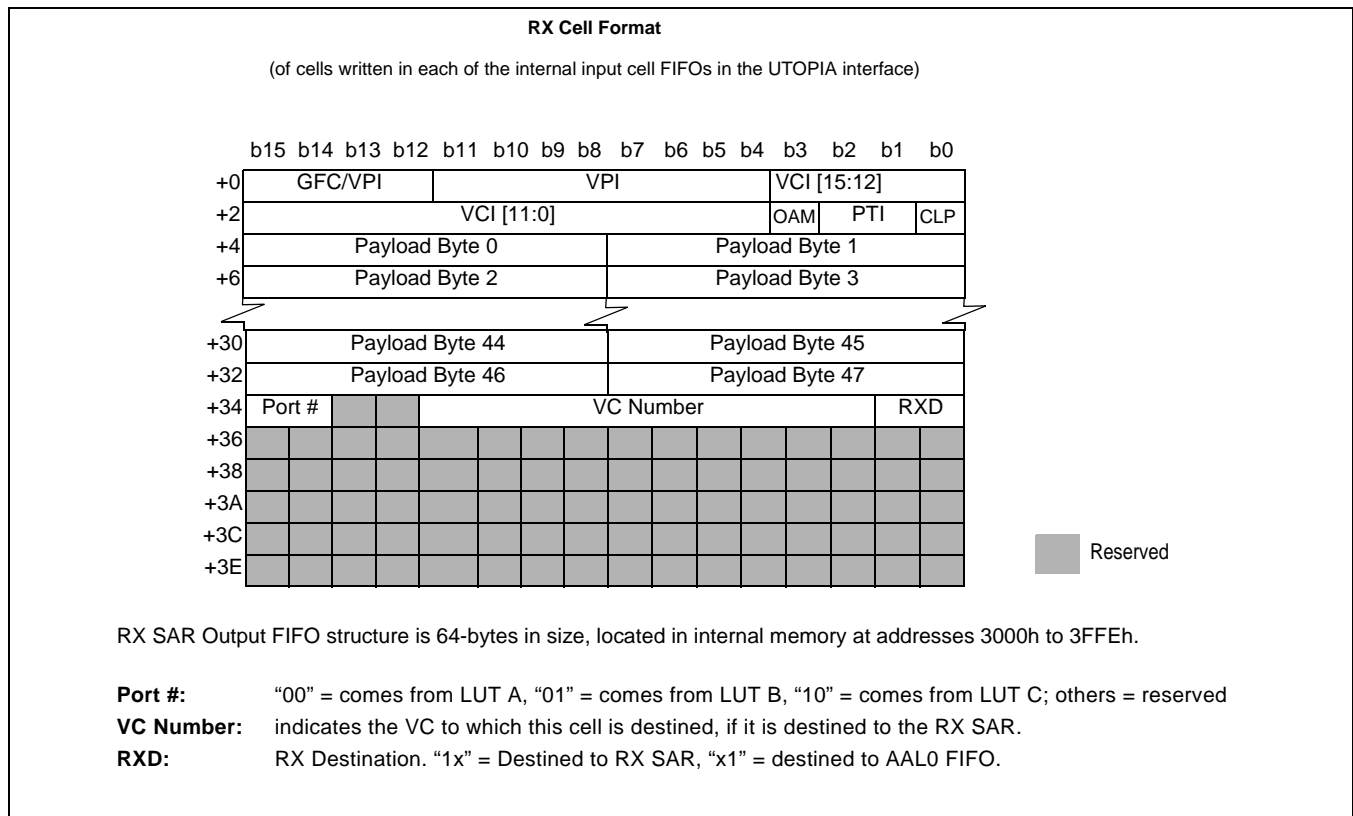 RX Cell Format
(of cells written in each of the internal input cell FIFOs in the UTOPIA interface)
b15 b14 b13 b12 b11 b10 b9 b8 b7 b6 b5 b4 b3 b2 b1 b0
+0 GFC/VPI VPI VCI [15:12]
+2 VCI [11:0] OAM PTI CLP
+4 Payload Byte 0 Payload Byte 1
+6 Payload Byte 2 Payload Byte 3
+30 Payload Byte 44 Payload Byte 45
+32 Payload Byte 46 Payload Byte 47
+34 Port # VC Number RXD
+36
+38
+3A
+3C
+3E
Reserved
RX SAR Output FIFO structure is 64-bytes in size, located in internal memory at addresses 3000h to 3FFEh.
Port #: “00” = comes from LUT A, “01” = comes from LUT B, “10” = comes from LUT C; others = reserved
VC Number: indicates the VC to which this cell is destined, if it is destined to the RX SAR.
RXD: RX Destination. “1x” = Destined to RX SAR, “x1” = destined to AAL0 FIFO.